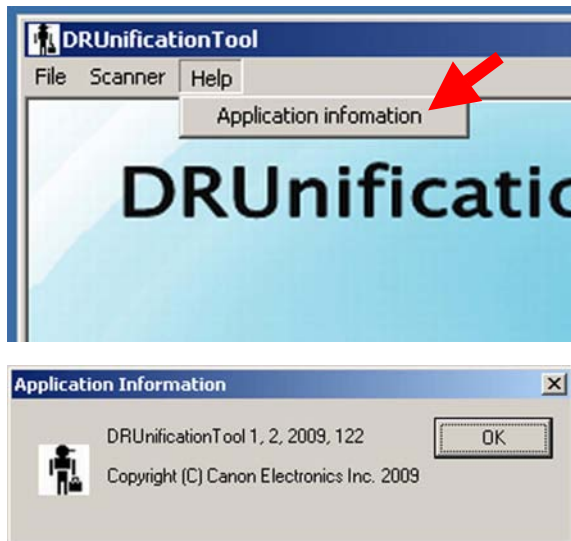 DRUnificationTool
File Scanner Help
Application infomation
DRUnificatio
Application Information
DRUnificationTool 1, 2, 2009, 122
OK
Copyright (C) Canon Electronics Inc. 2009